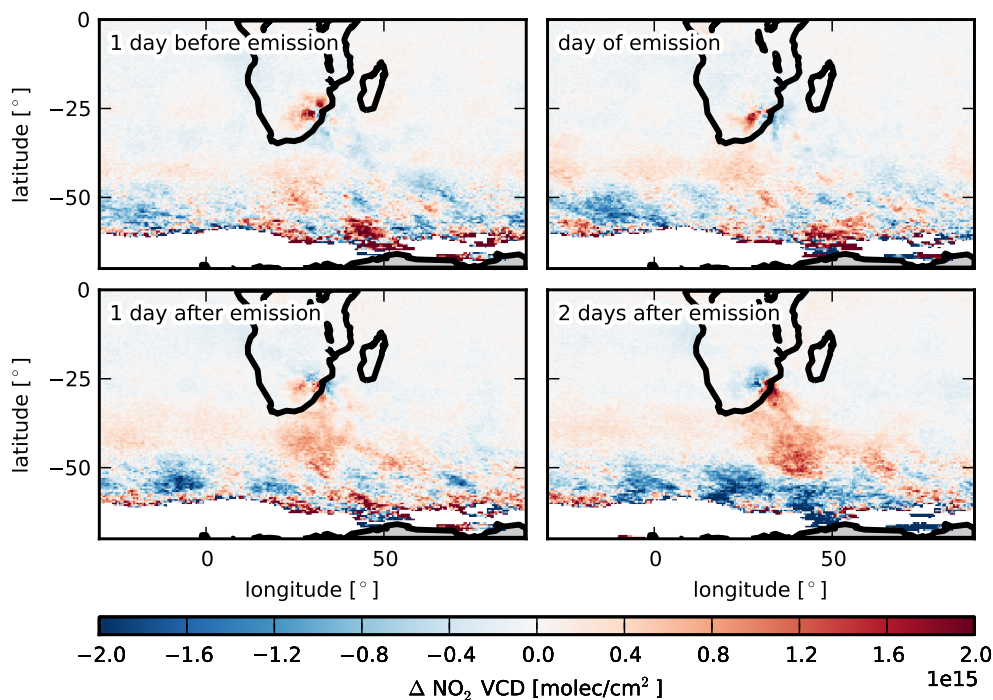 0
1 day before emission
day of emission
−25
−50
latitude [°]
0
1 day after emission
2 days after emission
−25
−50
latitude [°]
0
50
0
50
longitude [°]
longitude [°]
−2.0
−1.6
−1.2
−0.8
−0.4
0.0
0.4
0.8
1.2
1.6
2.0
1e15
Δ NO₂ VCD [molec/cm² ]